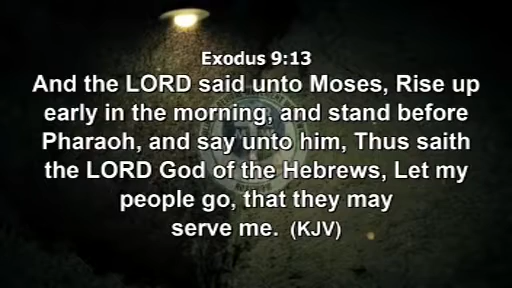 Exodus 9:13
And the LORD said unto Moses, Rise up
early in the morning, and stand before
Pharaoh, and say unto him, Thus saith
the LORD God of the Hebrews, Let my
people go, that they may
serve me. (KJV)